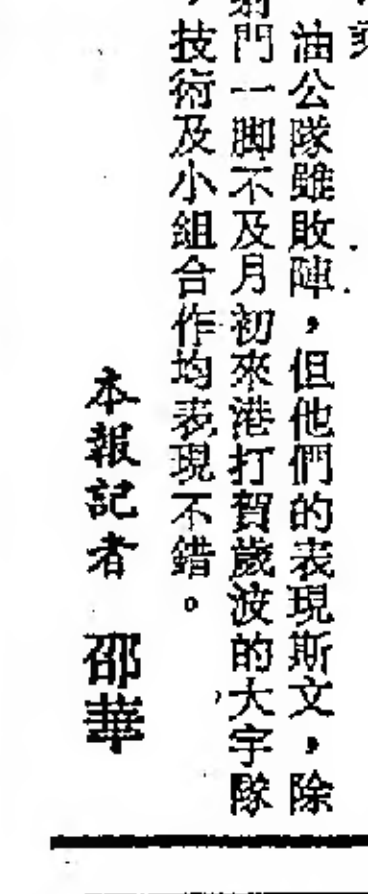 油公隊雖敗陣，但他們的表現斯文，除
射門一脚不及月初來港打賀歲波的大宇隊
，技術及小組合作均表現不錯。
本報記者 邵華